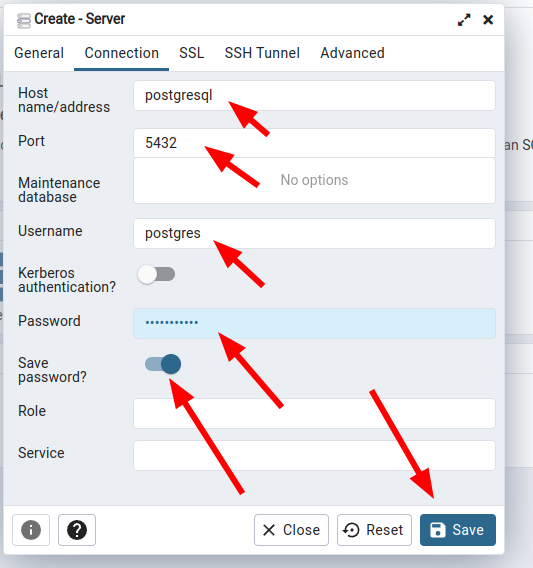 Create - Server
General Connection SSL SSH Tunnel Advanced
Host
name/address
postgresql
Port
5432
Maintenance
database
No options
Username
postgres
Kerberos
authentication?
Password
•••••••••••
Save
password?
Role
Service
Close Reset Save
an SC